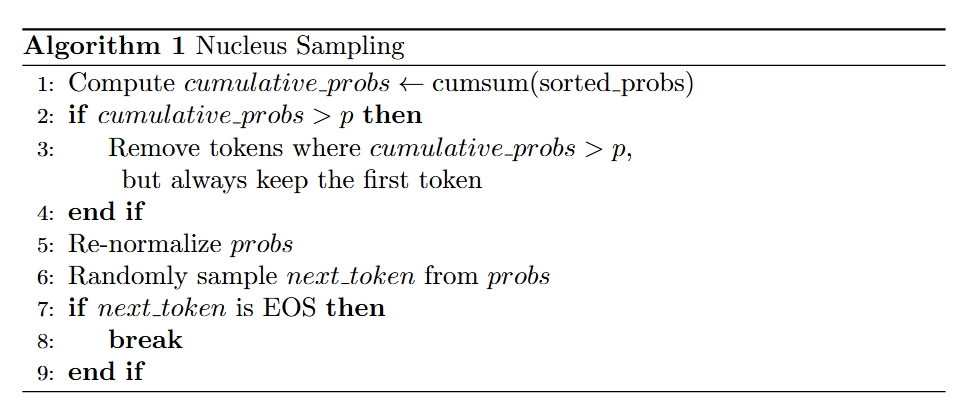 Algorithm 1 Nucleus Sampling
1: Compute cumulative_probs ← cumsum(sorted_probs)
2: if cumulative_probs > p then
3: Remove tokens where cumulative_probs > p,
but always keep the first token
4: end if
5: Re-normalize probs
6: Randomly sample next_token from probs
7: if next_token is EOS then
8: break
9: end if